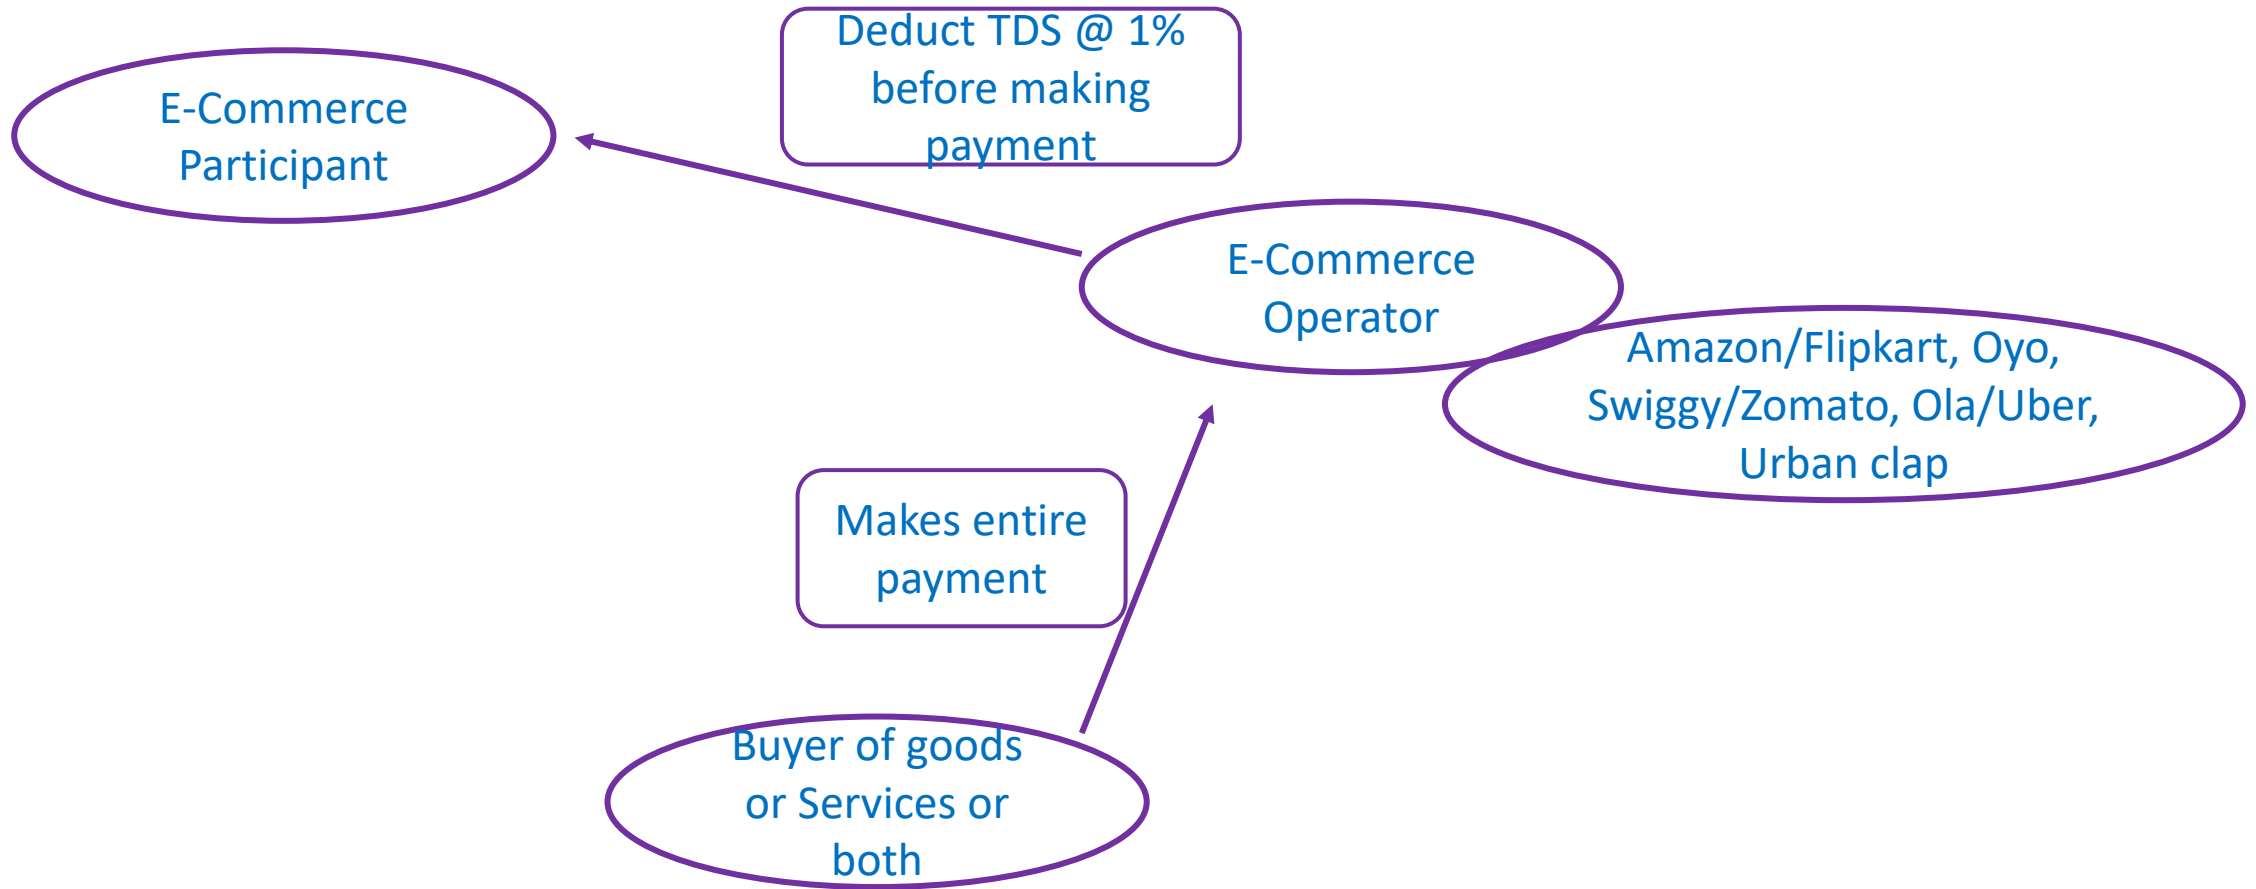 Deduct TDS @ 1%
before making
payment
E-Commerce
Participant
E-Commerce
Operator
Amazon/Flipkart, Oyo,
Swiggy/Zomato, Ola/Uber,
Urban clap
Makes entire
payment
Buyer of goods
or Services or
both